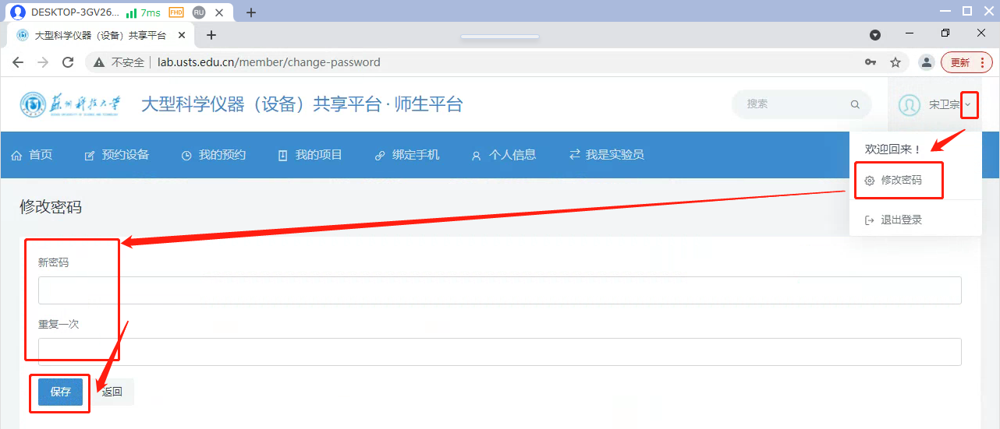 DESKTOP-3GV26... 7ms FHD RU
大型科学仪器（设备）共享平台
不安全 lab.usts.edu.cn/member/change-password 更新
苏州科技大学 大型科学仪器（设备）共享平台 · 师生平台 搜索 宋卫宗
首页 预约设备 我的预约 我的项目 绑定手机 个人信息 我是实验员
欢迎回来！
修改密码
退出登录
修改密码
新密码
重复一次
保存 返回